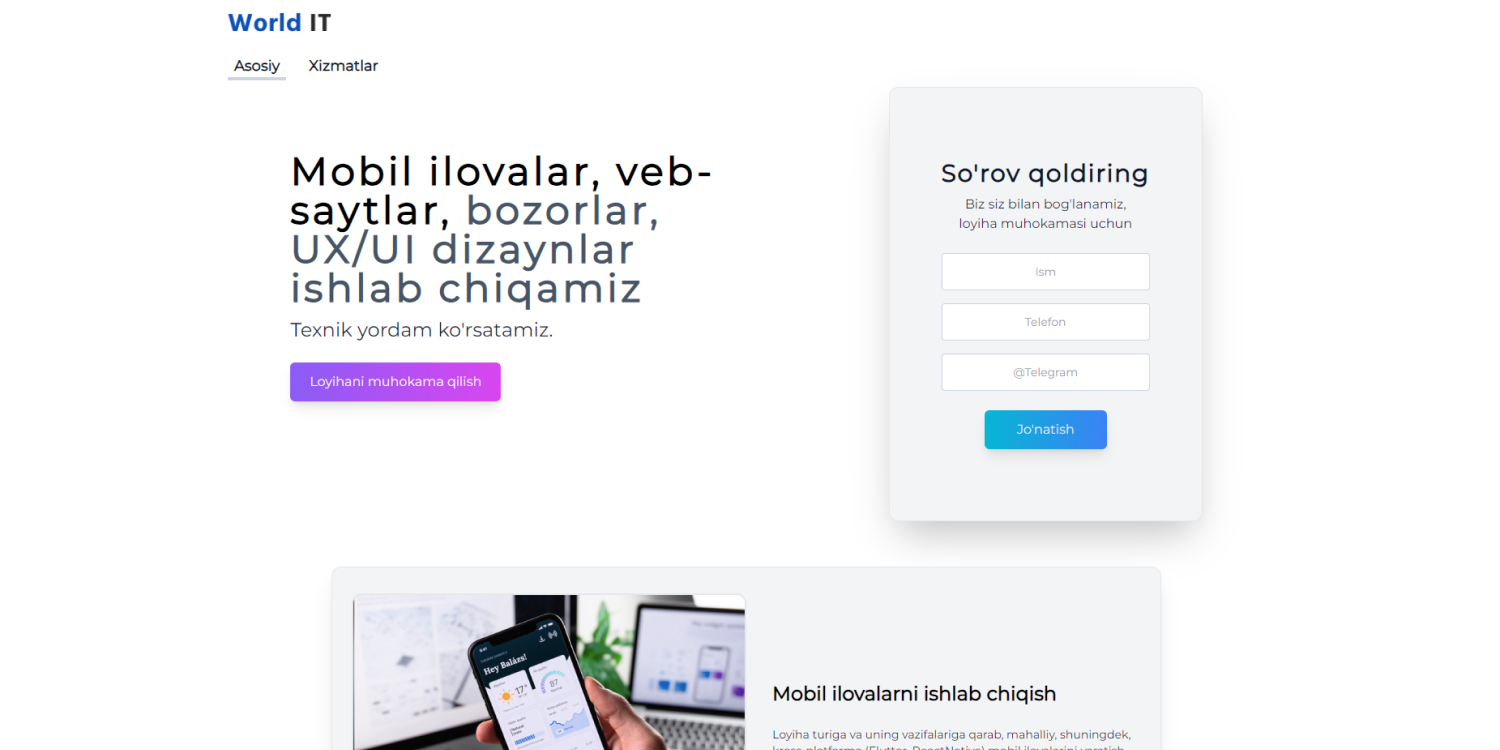 World IT
Asosiy
Xizmatlar
Mobil ilovalar, veb-
saytlar, bozorlar,
UX/UI dizaynlar
ishlab chiqamiz
Texnik yordam ko'rsatamiz.
Loyihani muhokama qilish
So'rov qoldiring
Biz siz bilan bog'lanamiz,
loyiha muhokamasi uchun
Ism
Telefon
@Telegram
Jo'natish
Hey Balázs!
17°
87
Mobil ilovalarni ishlab chiqish
Loyiha turiga va uning vazifalariga qarab, mahalliy, shuningdek,